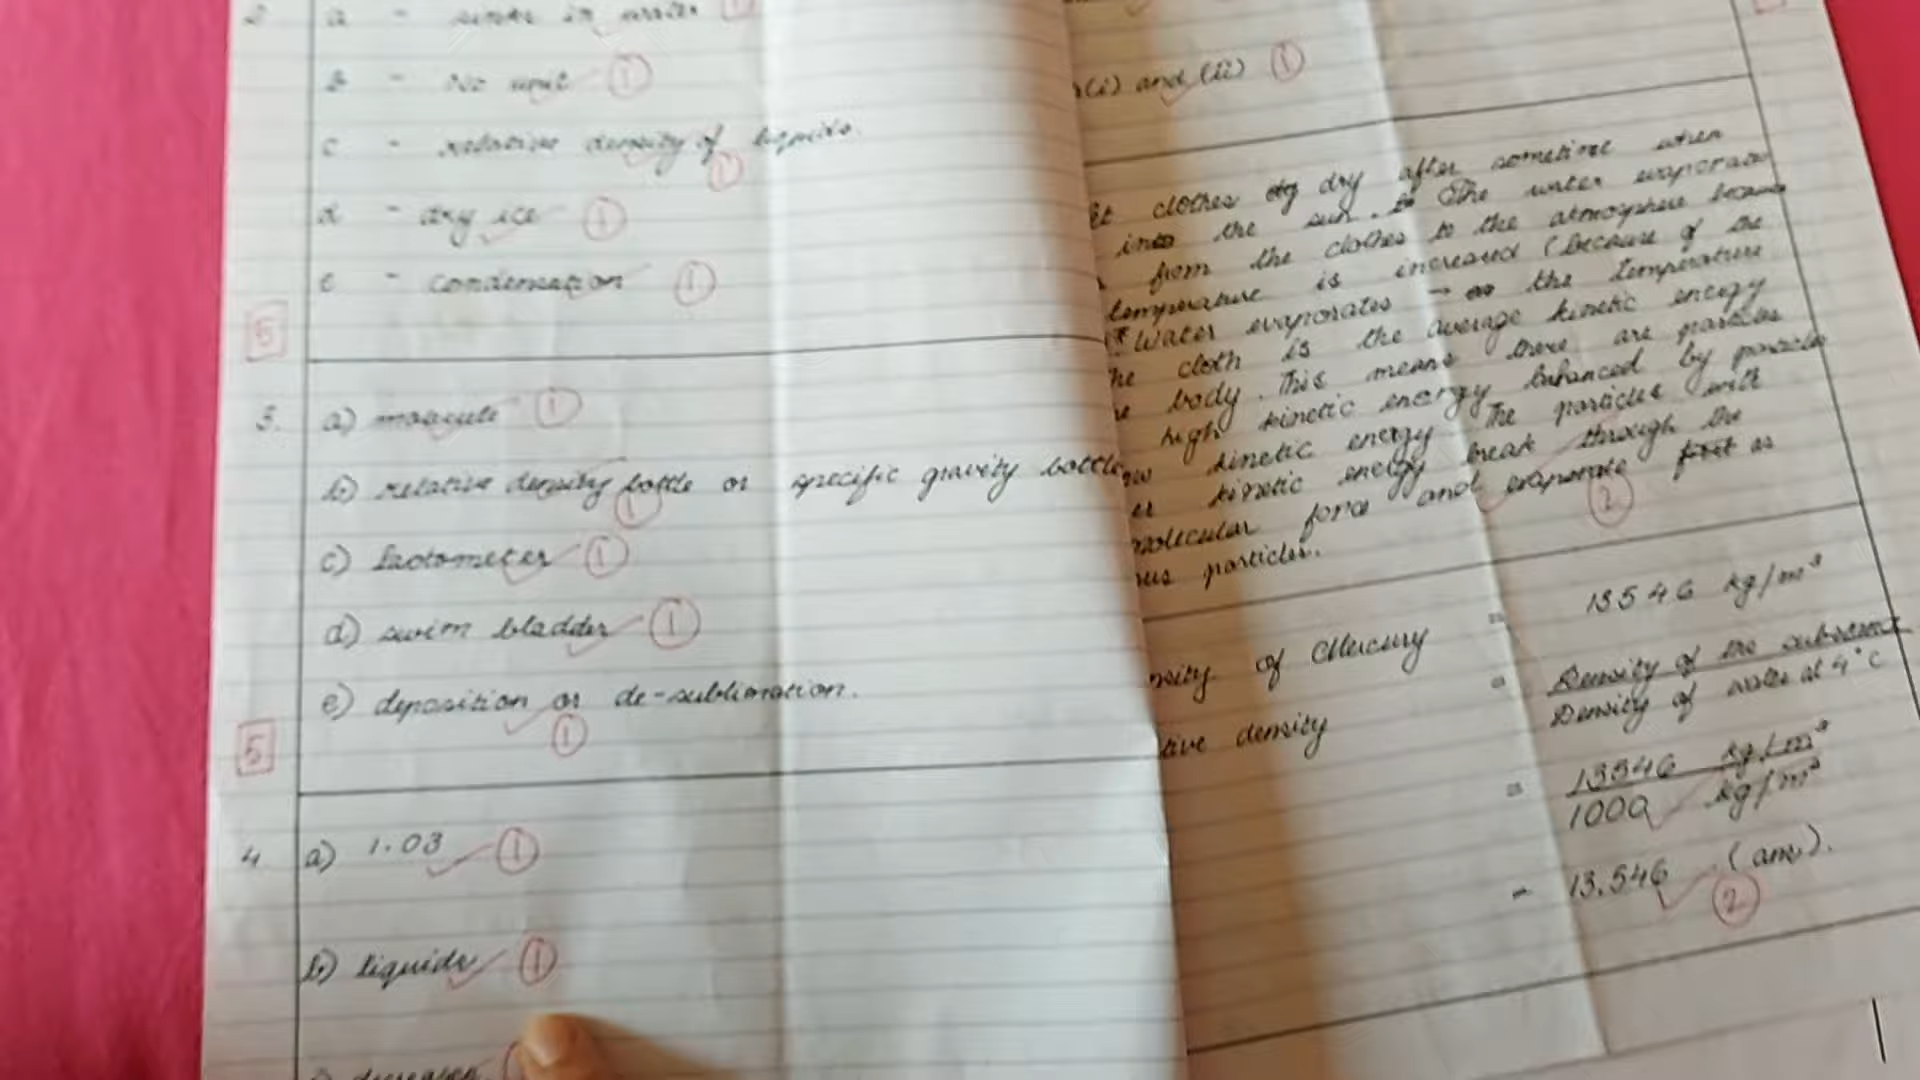 2 a - sinks in water 1
b - No unit 1
c - relative density of liquids.
1
d - dry ice 1
e - condensation 1
5
3. a) molecule 1
b) relative density bottle or specific gravity bottle
1
c) Lactometer 1
d) swim bladder 1
e) deposition or de-sublimation.
1
5
4 a) 1.03 1
b) liquids 1
decreases
(i) and (ii) 1
clothes dry after sometime when
into the sun. The water evaporate
from the clothes to the atmosphere
temperature is increased (because of the
* Water evaporates - the temperature
cloth is the average kinetic energy
body. This means there are particles
high kinetic energy by particle
kinetic energy. The particles with
kinetic energy break through the
molecular force and evaporate as
particles.
2
of Mercury = 13546 kg/m³
density = Density of the substance
Density of water at 4°C
= 13546 kg/m³
1000 kg/m³
- 13.546 (ans).
2